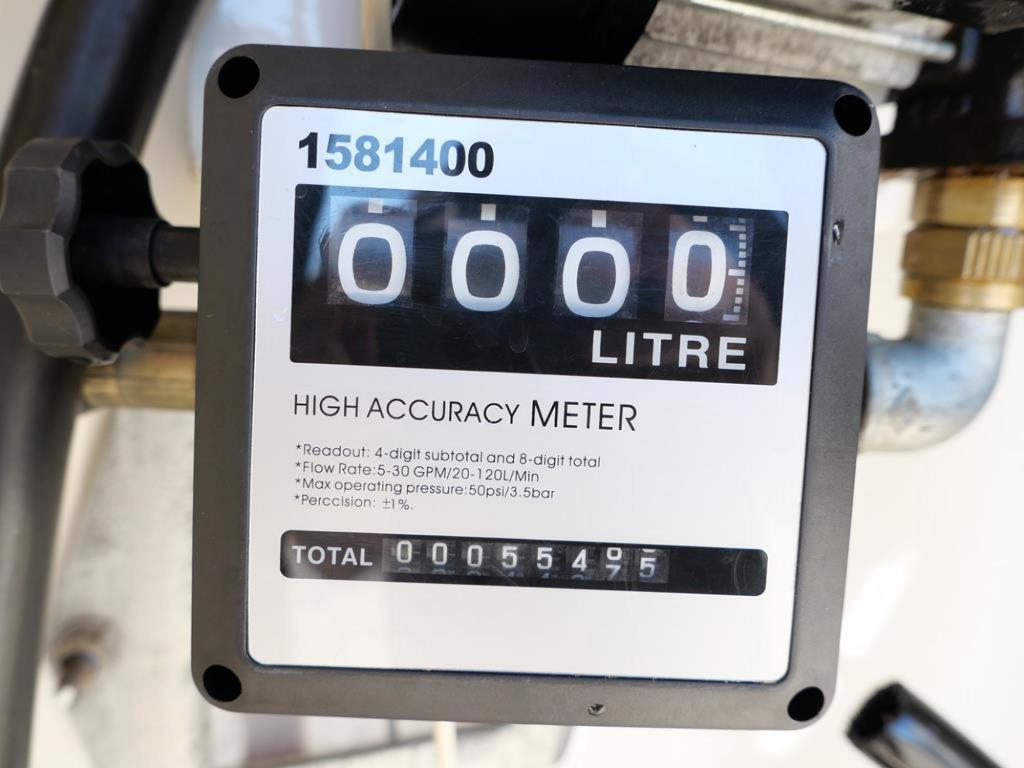 1581400
0000
LITRE
HIGH ACCURACY METER
*Readout: 4-digit subtotal and 8-digit total
*Flow Rate:5-30 GPM/20-120L/Min
*Max operating pressure:50psi/3.5bar
*Perccision: ±1%.
TOTAL 00055485